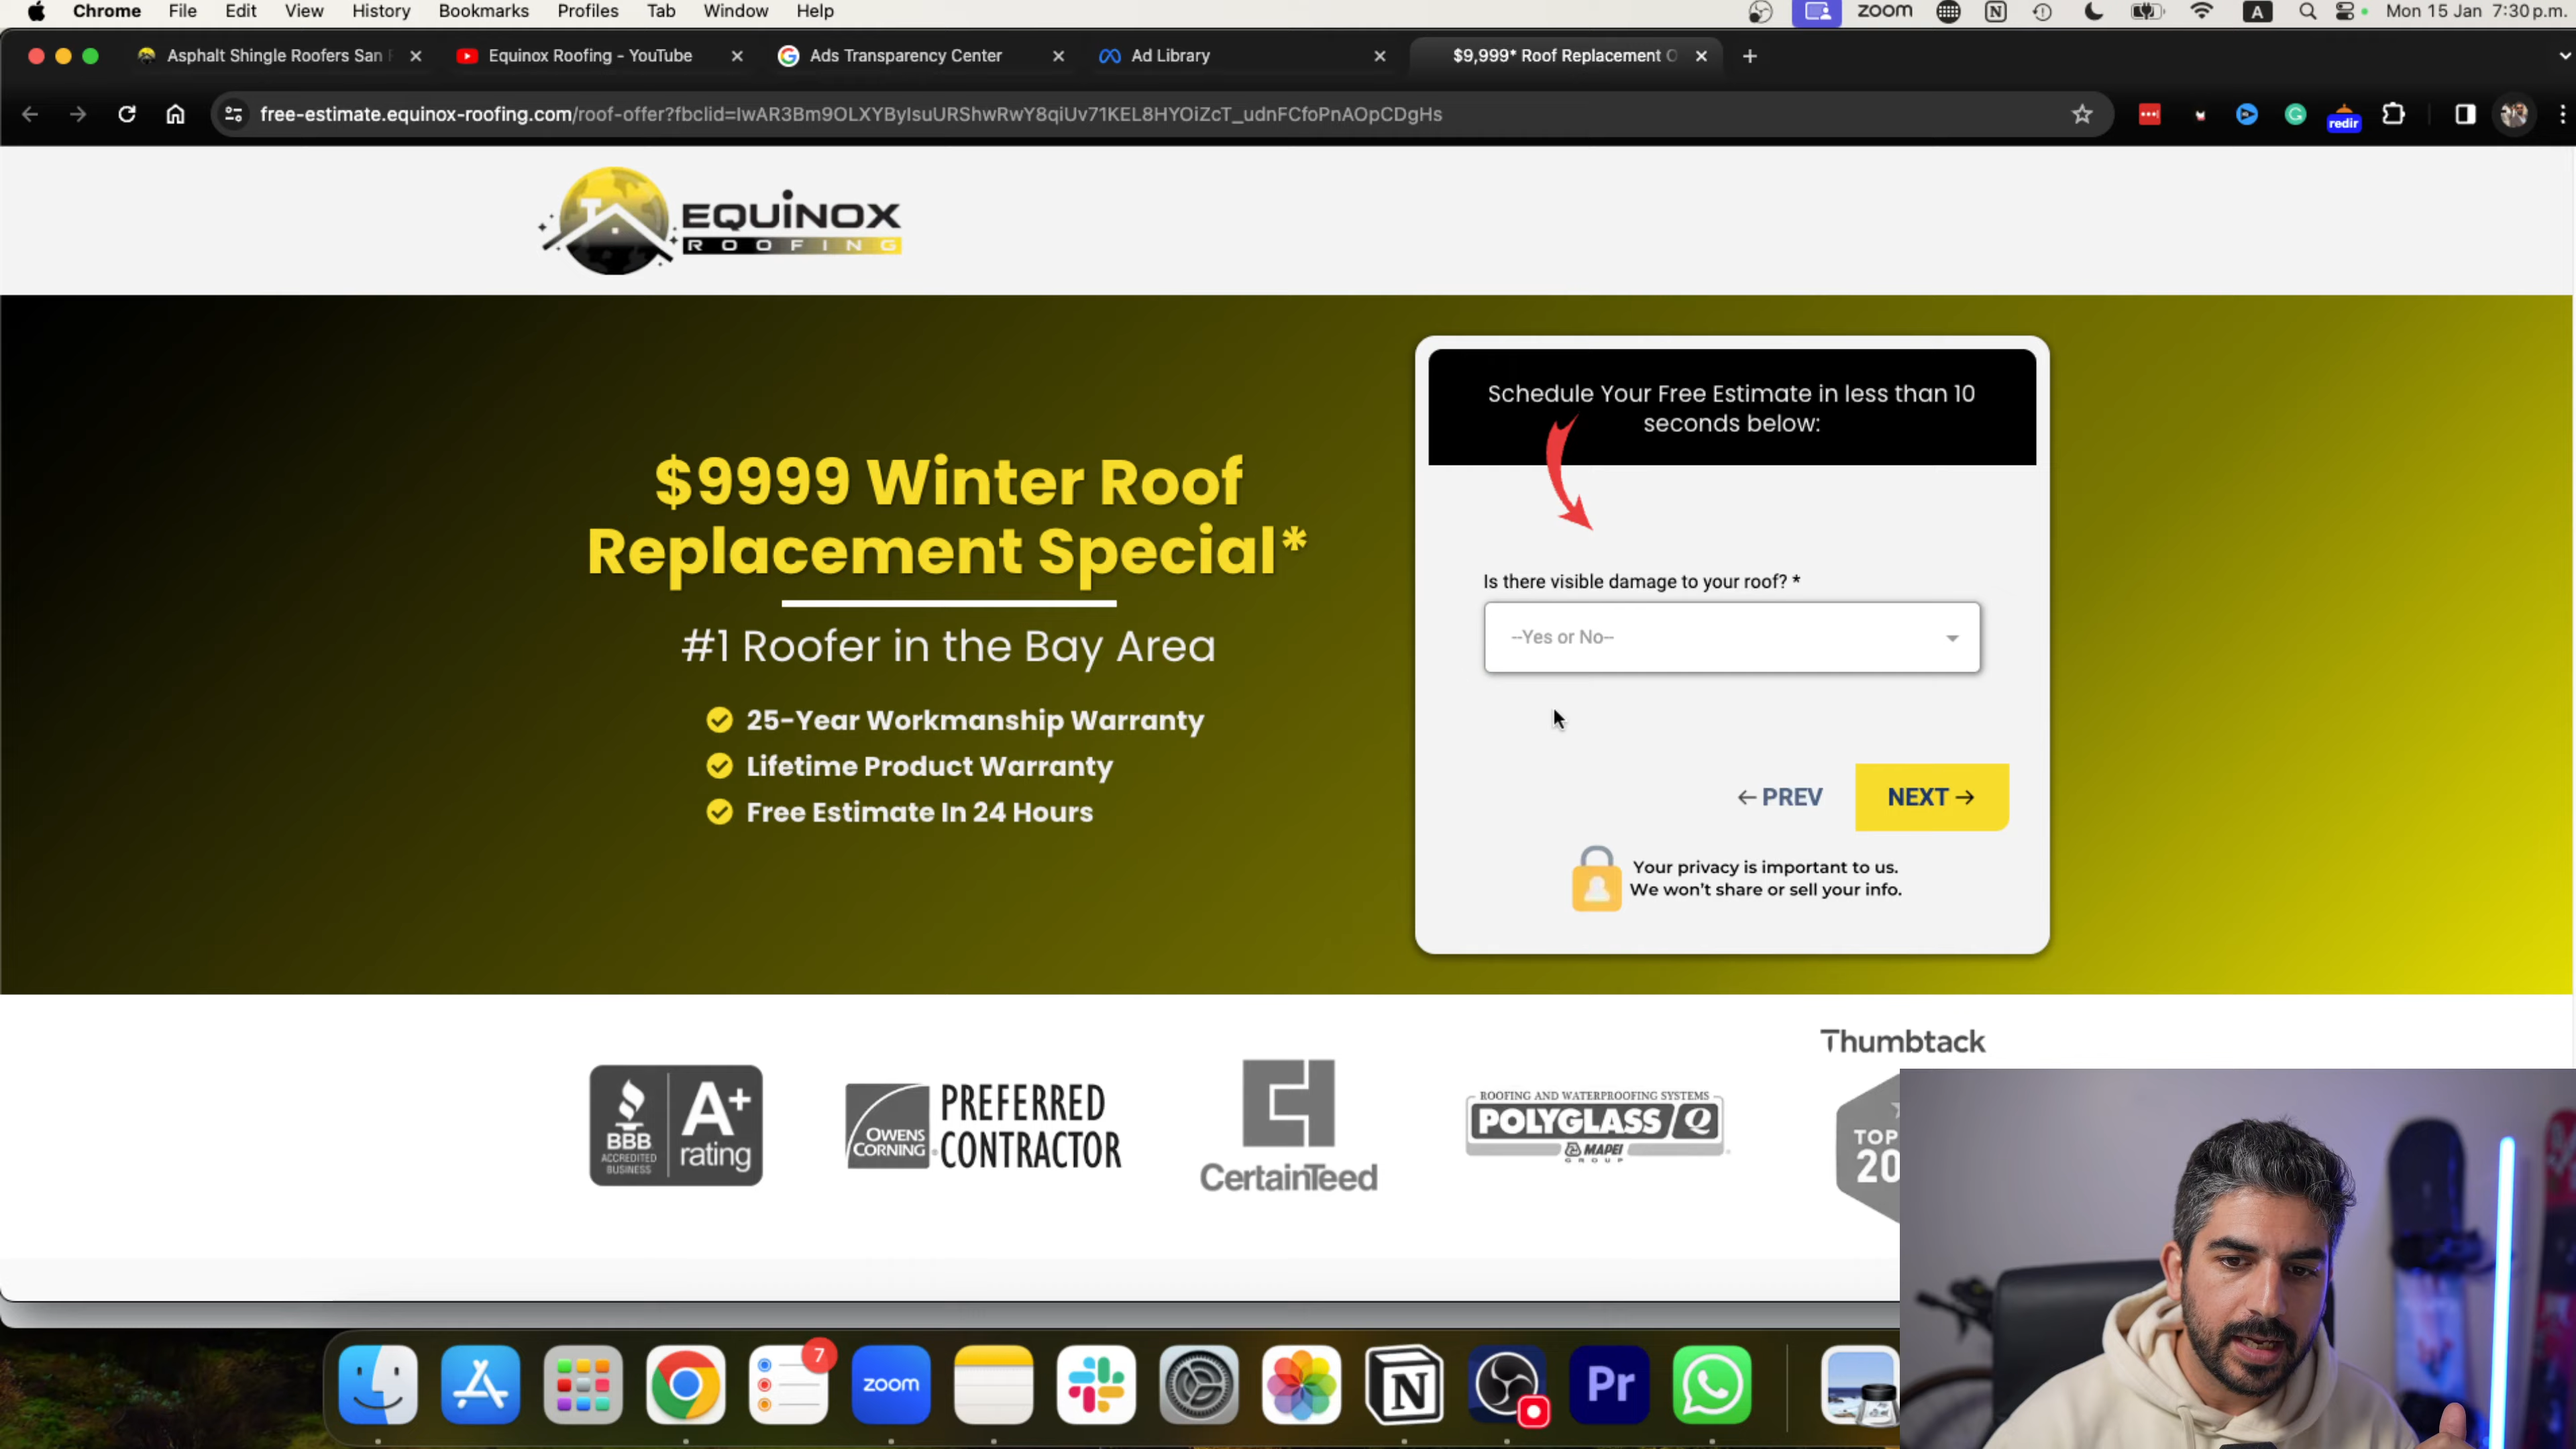 Chrome File Edit View History Bookmarks Profiles Tab Window Help
zoom
N
A
Mon 15 Jan 7:30 p.m.
Asphalt Shingle Roofers San F
Equinox Roofing - YouTube
Ads Transparency Center
Ad Library
$9,999* Roof Replacement O
free-estimate.equinox-roofing.com/roof-offer?fbclid=IwAR3Bm9OLXYByIsuURShwRwY8qiUv71KEL8HYOiZcT_udnFCfoPnAOpCDgHs
redir
EQUINOX
ROOFING
$9999 Winter Roof
Replacement Special*
#1 Roofer in the Bay Area
25-Year Workmanship Warranty
Lifetime Product Warranty
Free Estimate In 24 Hours
Schedule Your Free Estimate in less than 10
seconds below:
Is there visible damage to your roof? *
--Yes or No--
← PREV
NEXT →
Your privacy is important to us.
We won't share or sell your info.
BBB
ACCREDITED
BUSINESS
A+
rating
OWENS
CORNING
PREFERRED
CONTRACTOR
CertainTeed
ROOFING AND WATERPROOFING SYSTEMS
POLYGLASS Q
MAPEI
GROUP
Thumbtack
TOP
20
7
zoom
N
Pr